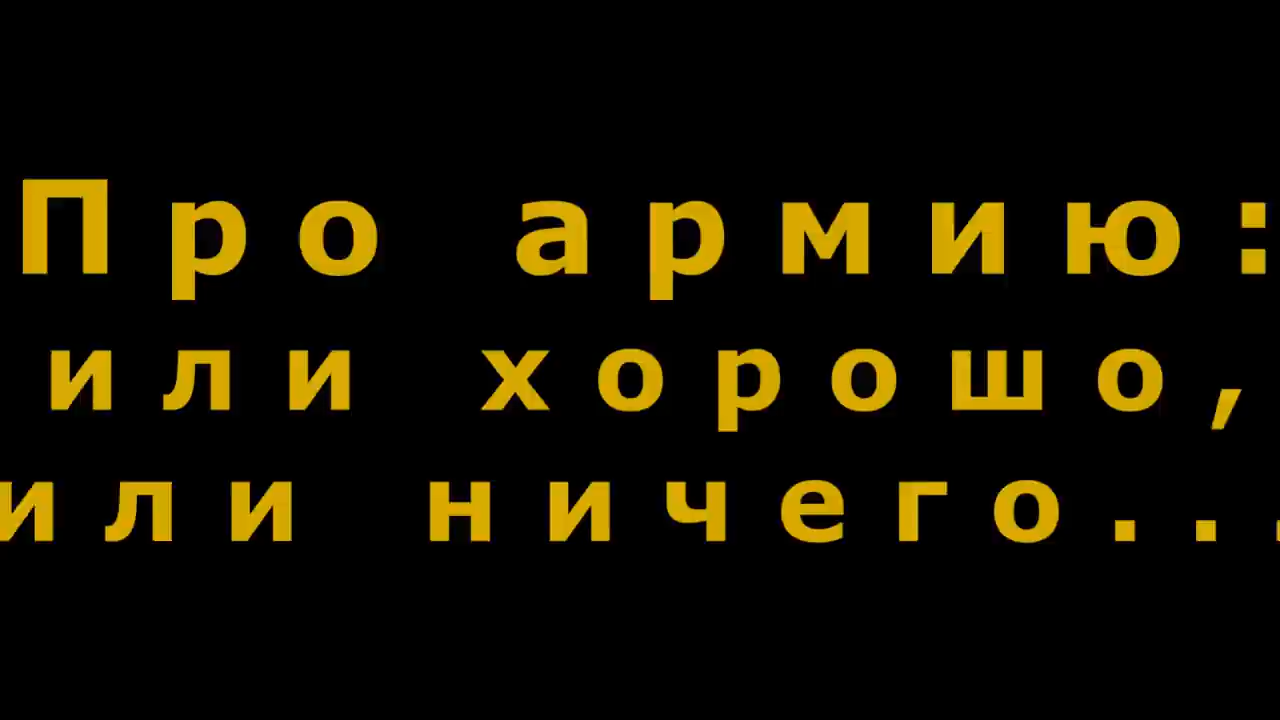 Про армию:
или хорошо,
или ничего...